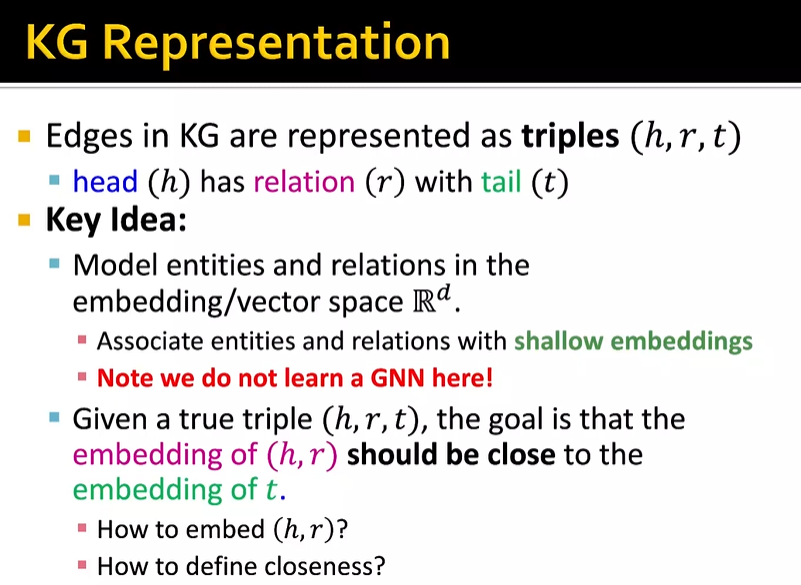 KG Representation
Edges in KG are represented as triples (h, r, t)
head (h) has relation (r) with tail (t)
Key Idea:
Model entities and relations in the
embedding/vector space ℝᵈ.
Associate entities and relations with shallow embeddings
Note we do not learn a GNN here!
Given a true triple (h, r, t), the goal is that the
embedding of (h, r) should be close to the
embedding of t.
How to embed (h, r)?
How to define closeness?